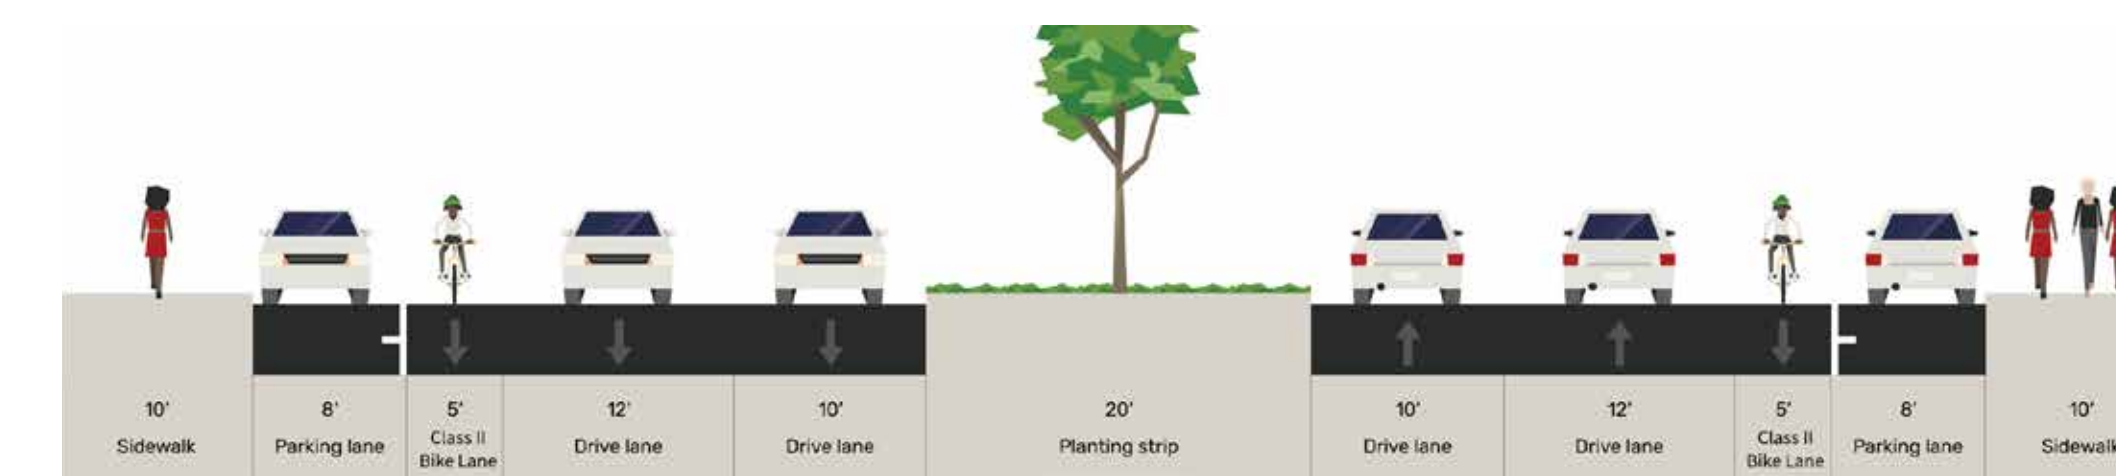 10' 8' 5' 12' 10' 20' 10' 12' 5' 8' 10'
Sidewalk Parking lane Class II Drive lane Drive lane Planting strip Drive lane Drive lane Class II Parking lane Sidewalk
Bike Lane Bike Lane